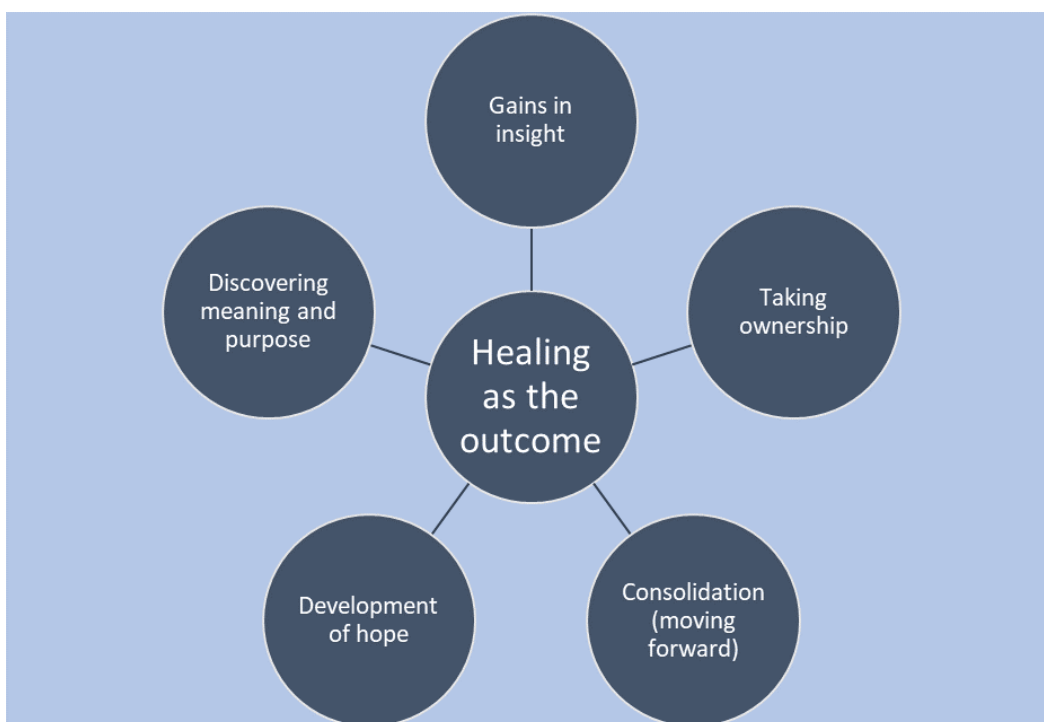 Gains in
insight
Discovering
meaning and
purpose
Taking
ownership
Healing
as the
outcome
Development
of hope
Consolidation
(moving
forward)